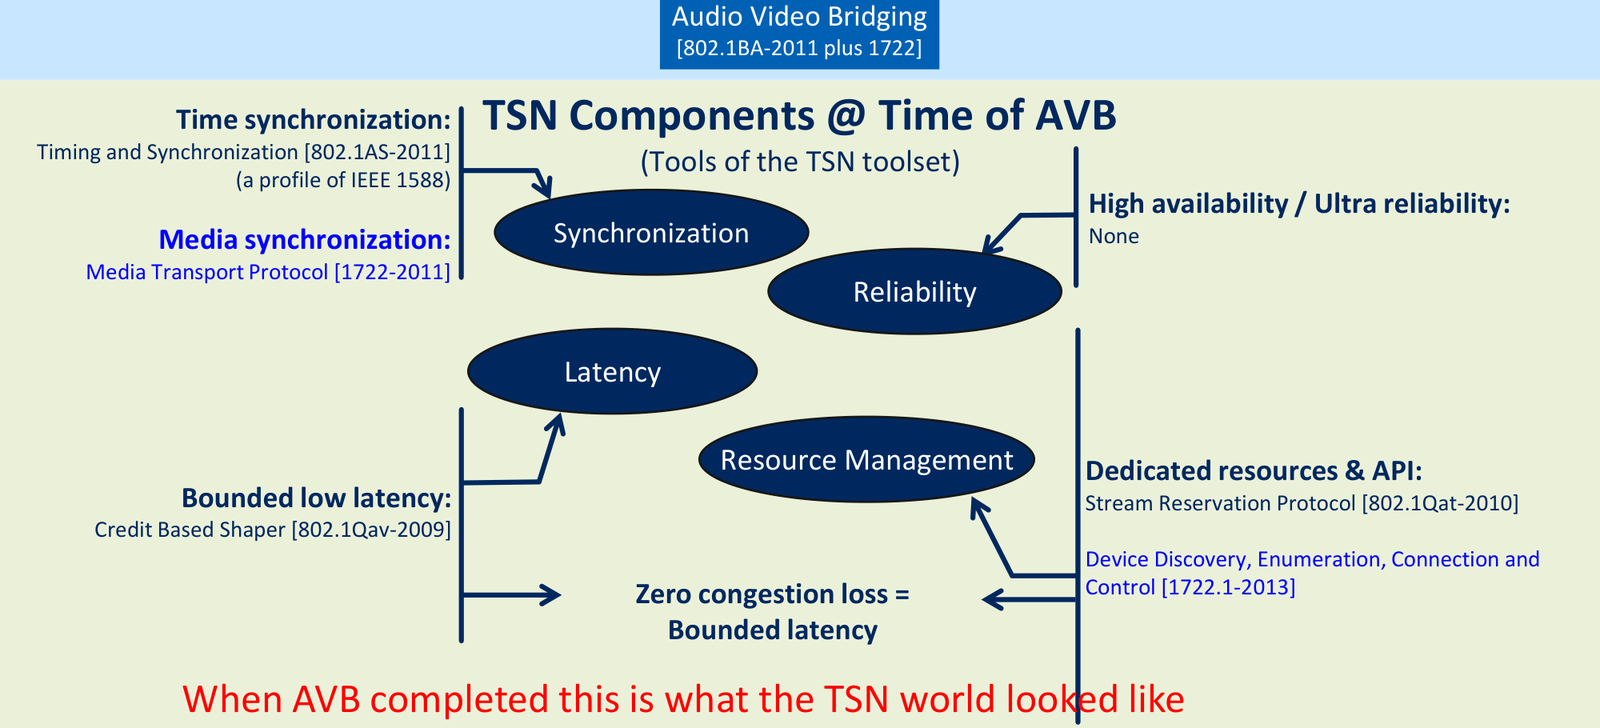 Audio Video Bridging
[802.1BA-2011 plus 1722]
TSN Components @ Time of AVB
(Tools of the TSN toolset)
Time synchronization:
Timing and Synchronization [802.1AS-2011]
(a profile of IEEE 1588)
Media synchronization:
Media Transport Protocol [1722-2011]
Synchronization
High availability / Ultra reliability:
None
Reliability
Latency
Resource Management
Bounded low latency:
Credit Based Shaper [802.1Qav-2009]
Dedicated resources & API:
Stream Reservation Protocol [802.1Qat-2010]
Device Discovery, Enumeration, Connection and
Control [1722.1-2013]
Zero congestion loss =
Bounded latency
When AVB completed this is what the TSN world looked like